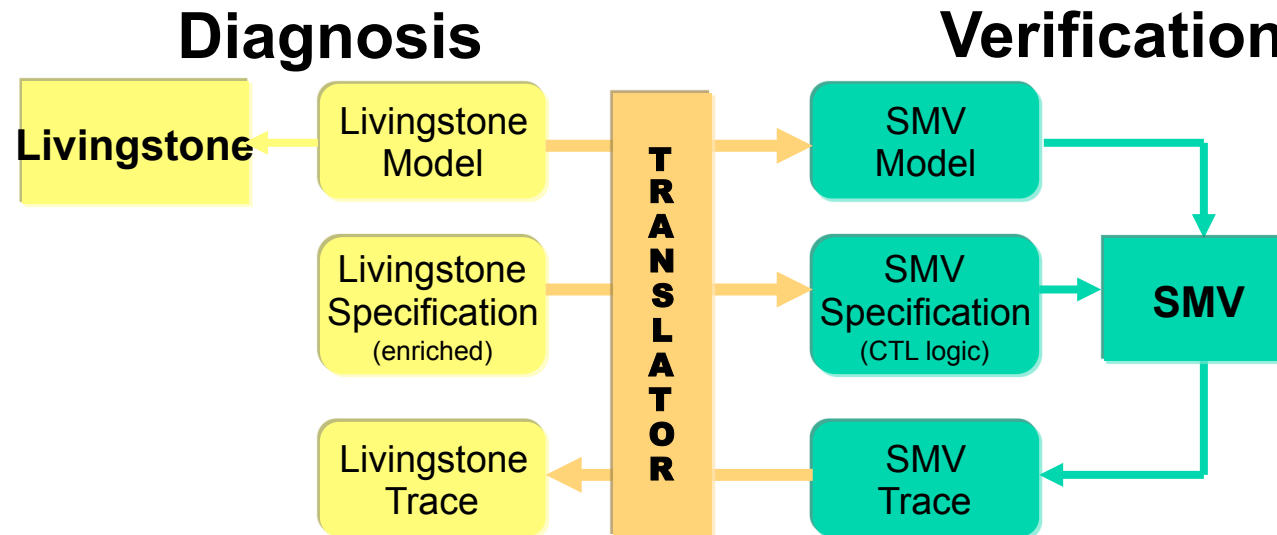 Diagnosis
Verification
Livingstone
Livingstone
Model
TRANSLATOR
SMV
Model
Livingstone
Specification
(enriched)
SMV
Specification
(CTL logic)
SMV
Livingstone
Trace
SMV
Trace